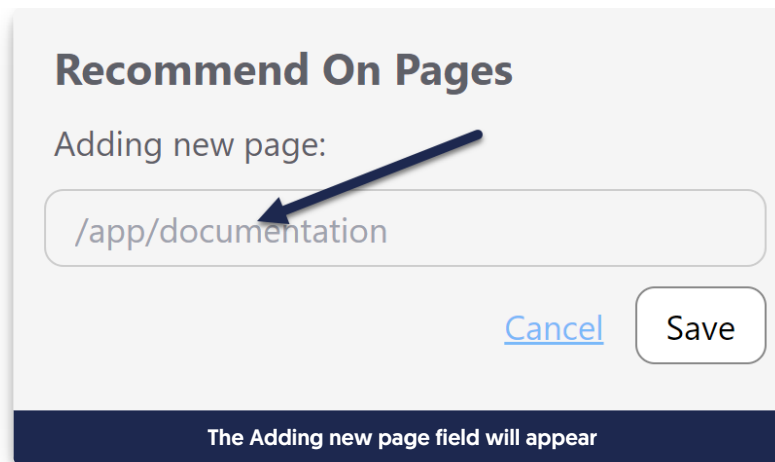 Recommend On Pages
Adding new page:
/app/documentation
Cancel
Save
The Adding new page field will appear